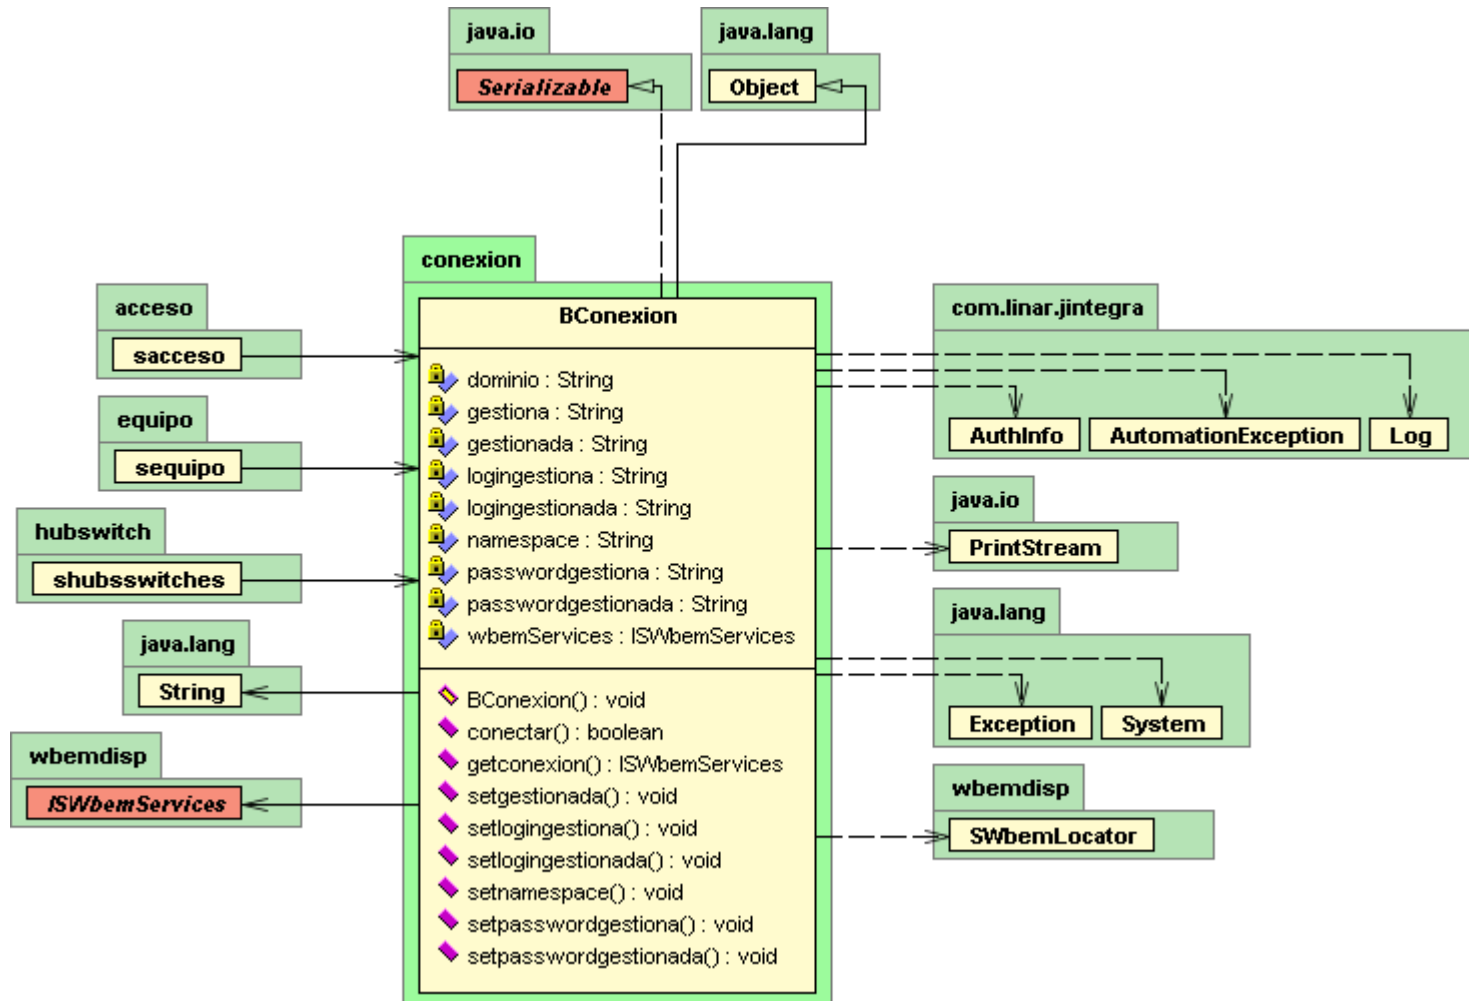 java.io
Serializable
java.lang
Object
conexion
BConexion
dominio : String
gestiona : String
gestionada : String
logingestiona : String
logingestionada : String
namespace : String
passwordgestiona : String
passwordgestionada : String
wbemServices : ISWbemServices
BConexion() : void
conectar() : boolean
getconexion() : ISWbemServices
setgestionada() : void
setlogingestiona() : void
setlogingestionada() : void
setnamespace() : void
setpasswordgestiona() : void
setpasswordgestionada() : void
acceso
sacceso
equipo
sequipo
hubswitch
shubsswitches
java.lang
String
wbemdisp
ISWbemServices
com.linar.jintegra
AuthInfo AutomationException Log
java.io
PrintStream
java.lang
Exception System
wbemdisp
SWbemLocator